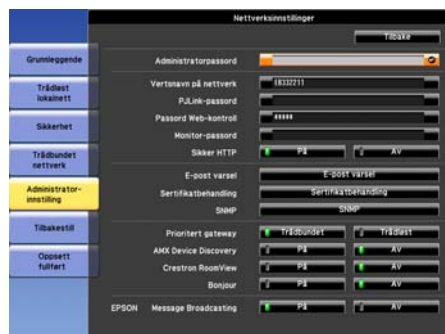 Nettverksinnstillinger
Tilbake
Grunnleggende
Trådløst lokalnett
Sikkerhet
Trådbundet nettverk
Administrator-innstilling
Tilbakestill
Oppsett fullført
Administratorpassord
Vertsnavn på nettverk EB332211
PJLink-passord
Passord Web-kontroll *****
Monitor-passord
Sikker HTTP På Av
E-post varsel E-post varsel
Sertifikatbehandling Sertifikatbehandling
SNMP SNMP
Prioritert gateway Trådbundet Trådløst
AMX Device Discovery På Av
Crestron RoomView På Av
Bonjour På Av
EPSON Message Broadcasting På Av